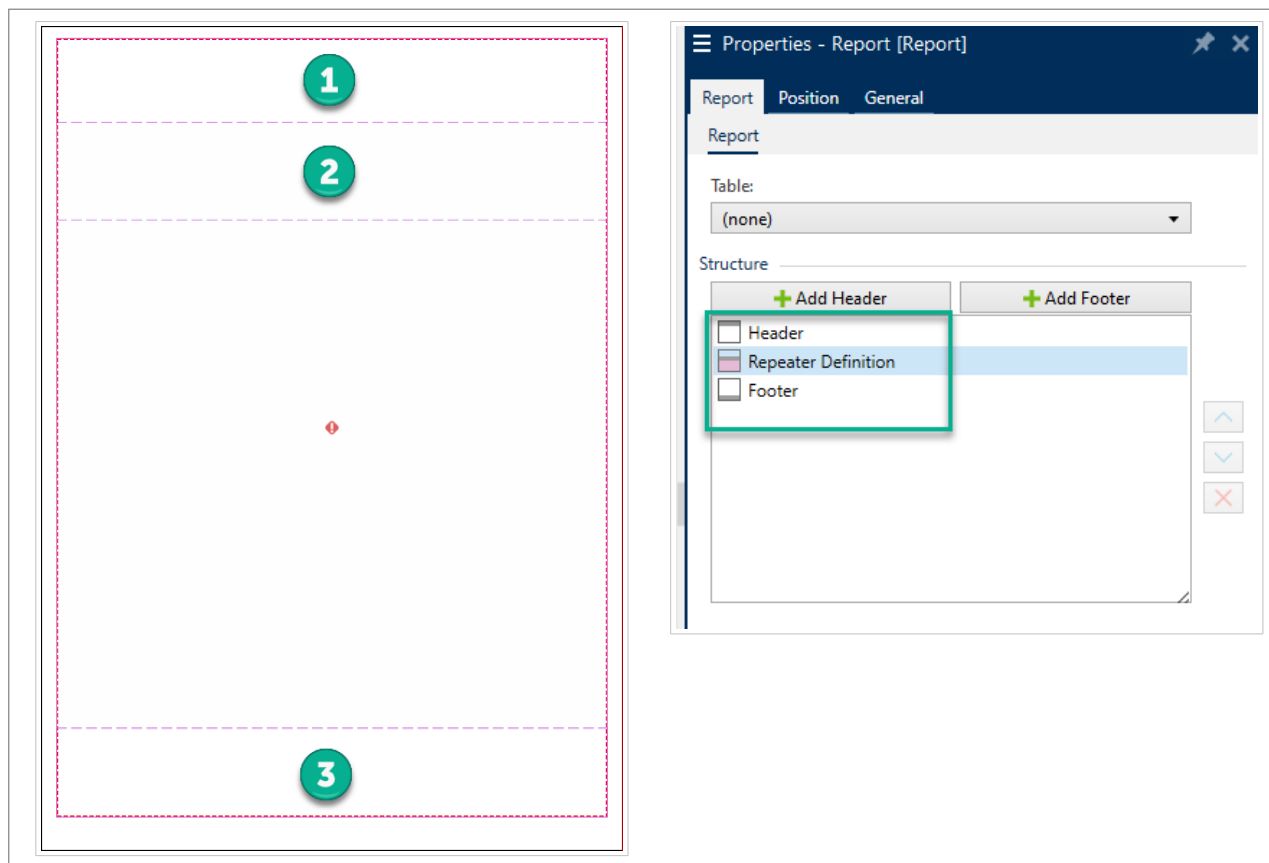 1
2
3
Properties - Report [Report]
Report Position General
Report
Table:
(none)
Structure
Add Header Add Footer
Header
Repeater Definition
Footer